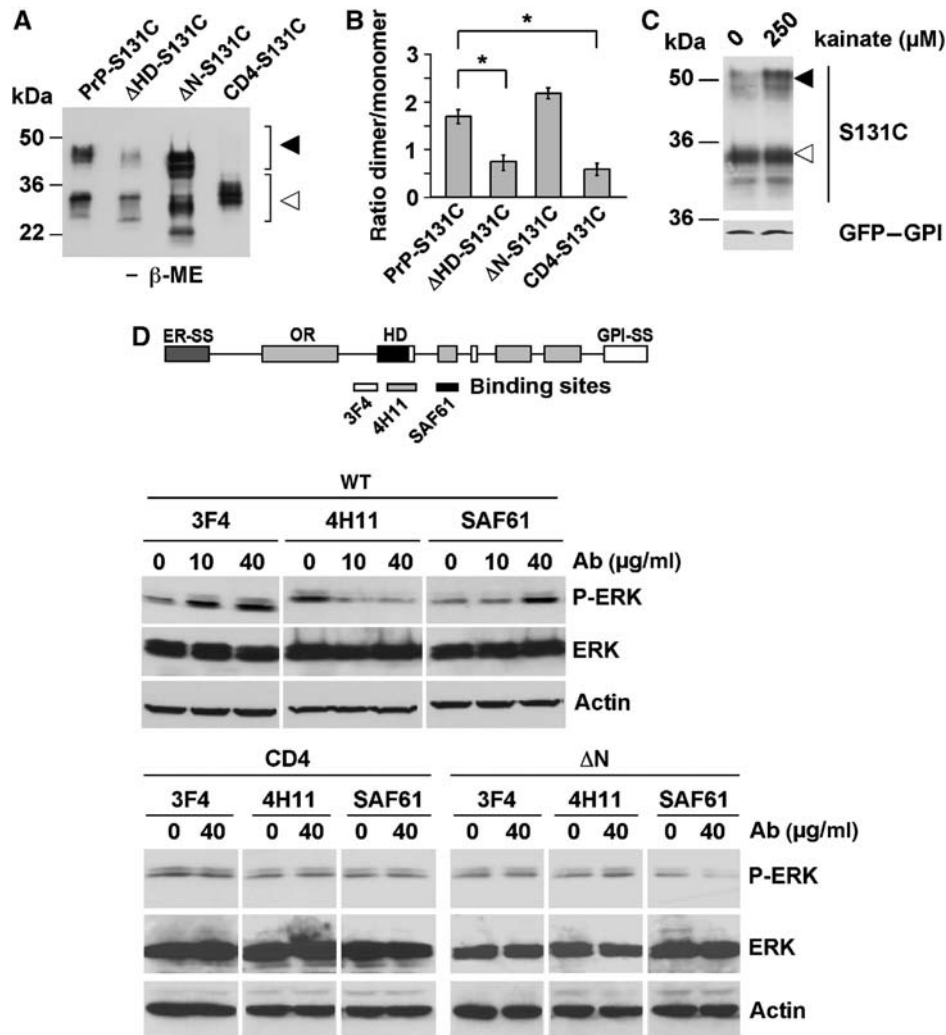 A
PrP-S131C ΔHD-S131C ΔN-S131C CD4-S131C
kDa
50
36
22
– β-ME
B
Ratio dimer/monomer
3
2
1
0
* *
PrP-S131C ΔHD-S131C ΔN-S131C CD4-S131C
C
kDa 0 250 kainate (µM)
50
36
S131C
36
GFP–GPI
D
ER-SS OR HD GPI-SS
Binding sites
3F4 4H11 SAF61
WT
3F4 4H11 SAF61
0 10 40 0 10 40 0 10 40 Ab (µg/ml)
P-ERK
ERK
Actin
CD4 ΔN
3F4 4H11 SAF61 3F4 4H11 SAF61
0 40 0 40 0 40 0 40 0 40 0 40 Ab (µg/ml)
P-ERK
ERK
Actin